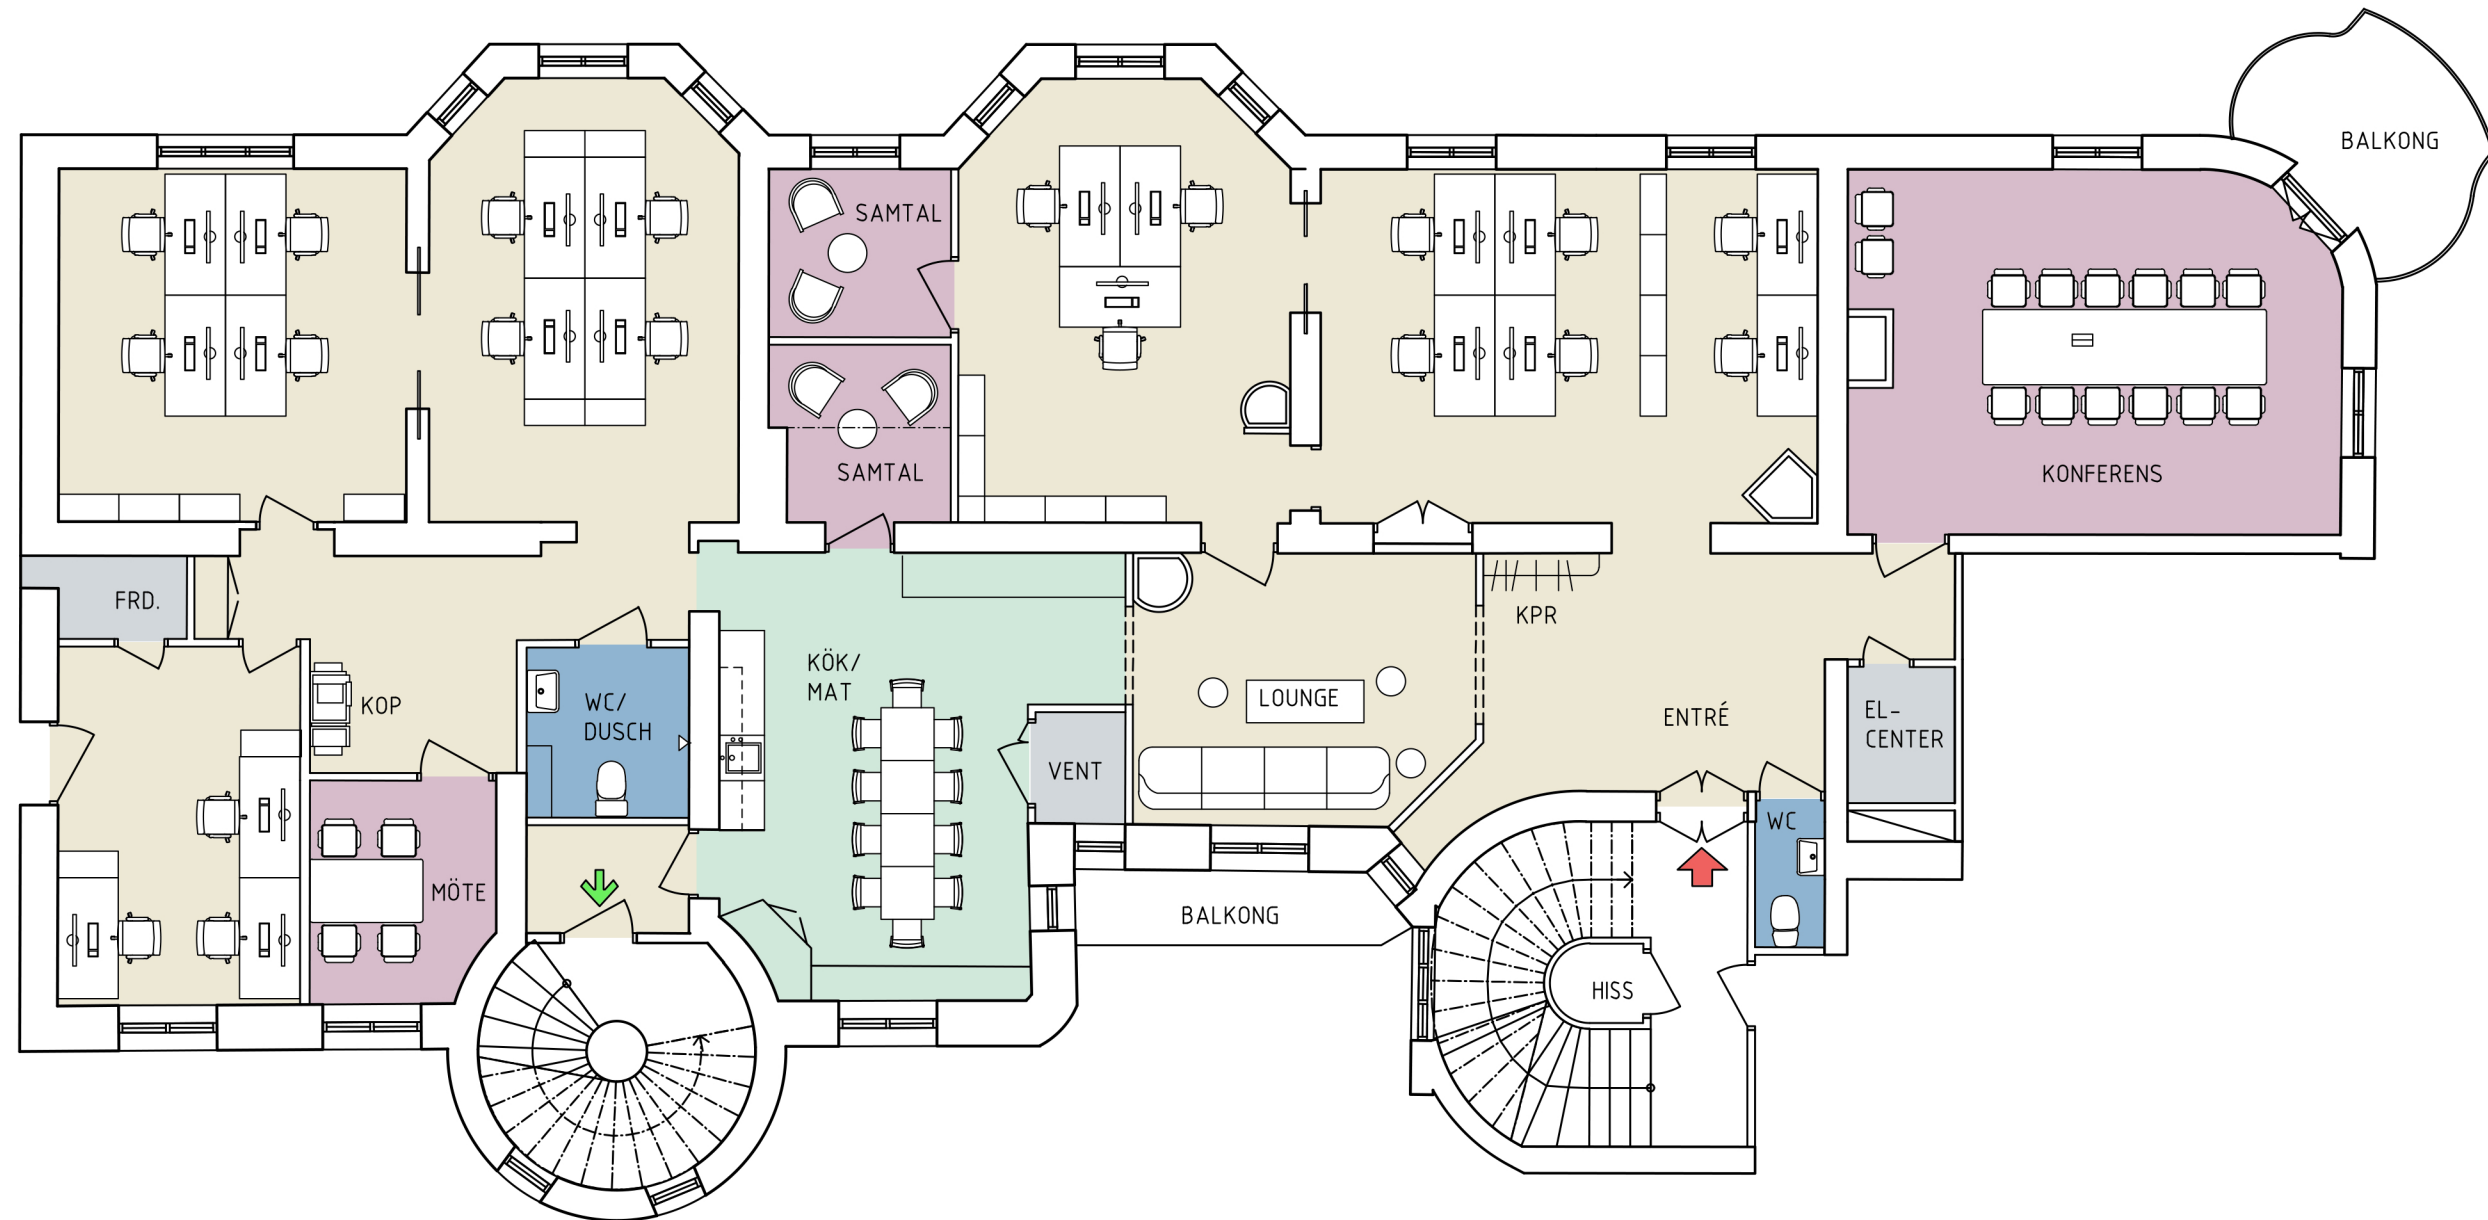 BALKONG
SAMTAL
SAMTAL
KONFERENS
FRD.
KPR
KÖK/
MAT
KOP
WC/
DUSCH
LOUNGE
ENTRÉ
EL-
CENTER
VENT
WC
MÖTE
BALKONG
HISS